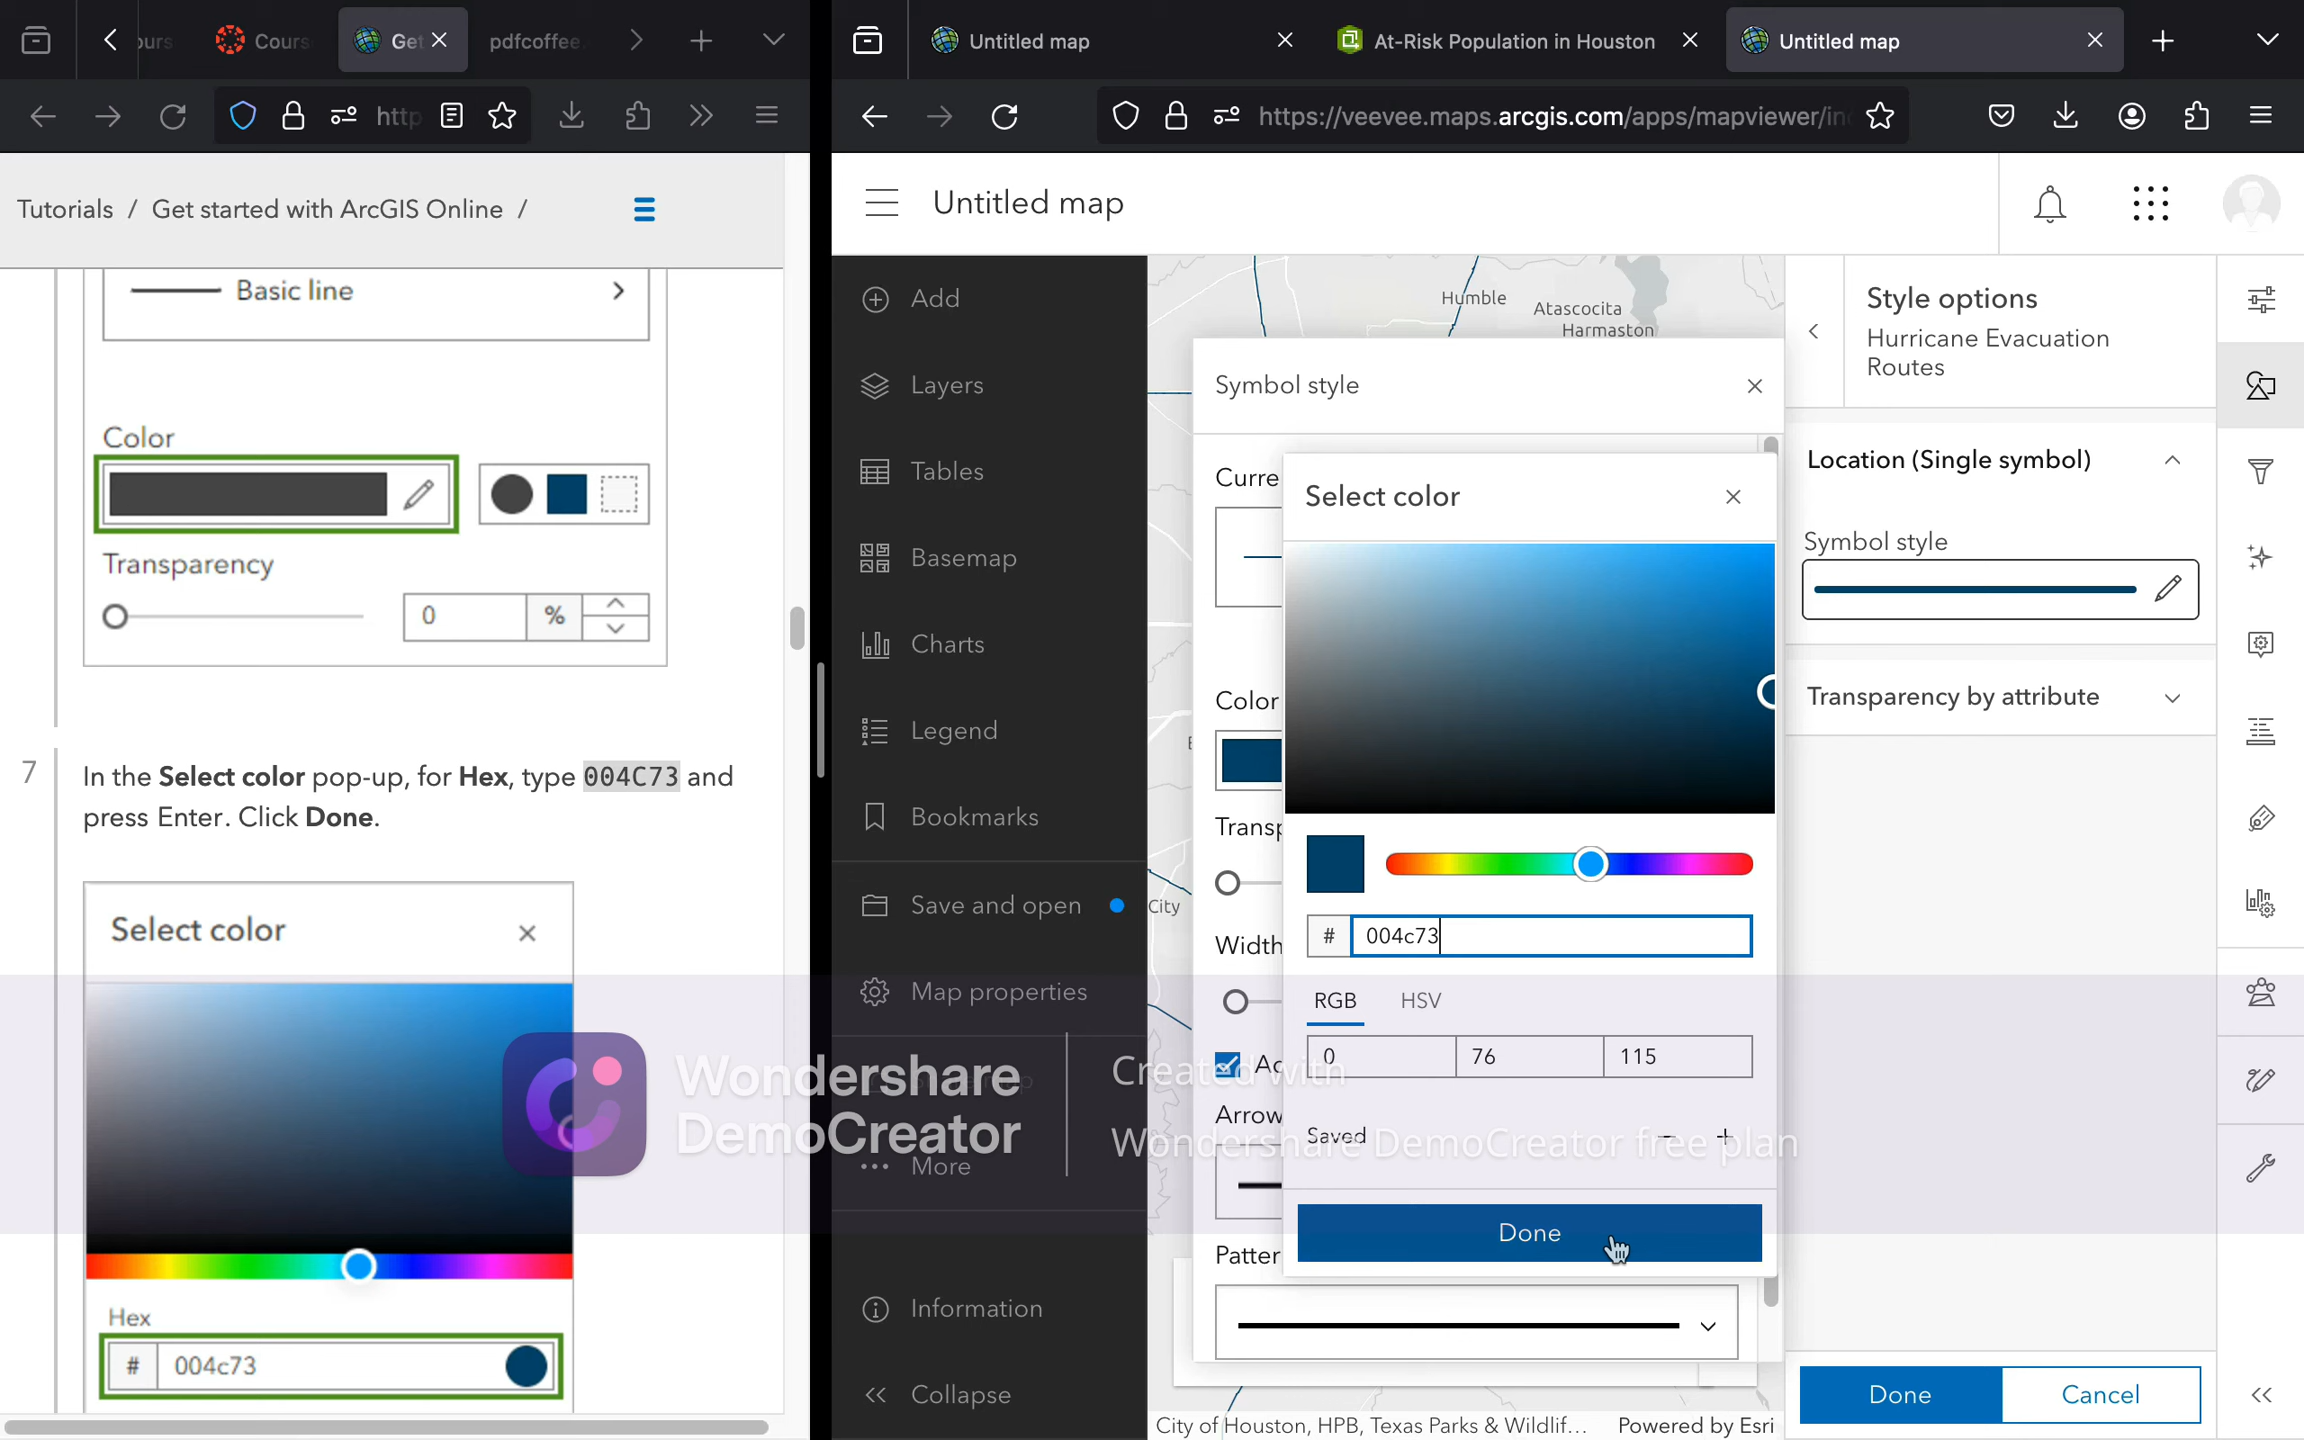 ours
Cours
Get
pdfcoffee.
Untitled map
At-Risk Population in Houston
Untitled map
http
https://veevee.maps.arcgis.com/apps/mapviewer/in
Tutorials / Get started with ArcGIS Online /
Basic line
Color
Transparency
0 %
7
In the Select color pop-up, for Hex, type 004C73 and
press Enter. Click Done.
Select color
Hex
# 004c73
Untitled map
Add
Layers
Tables
Basemap
Charts
Legend
Bookmarks
Save and open
Map properties
More
Information
Collapse
Humble
Atascocita
Harmaston
City
City of Houston, HPB, Texas Parks & Wildlif...
Powered by Esri
Symbol style
Curre
Color
Transp
Width
Arrow
Patter
Select color
# 004c73
RGB HSV
0 76 115
Saved
Done
Style options
Hurricane Evacuation
Routes
Location (Single symbol)
Symbol style
Transparency by attribute
Done
Cancel
Wondershare
DemoCreator
Created with
Wondershare DemoCreator free plan